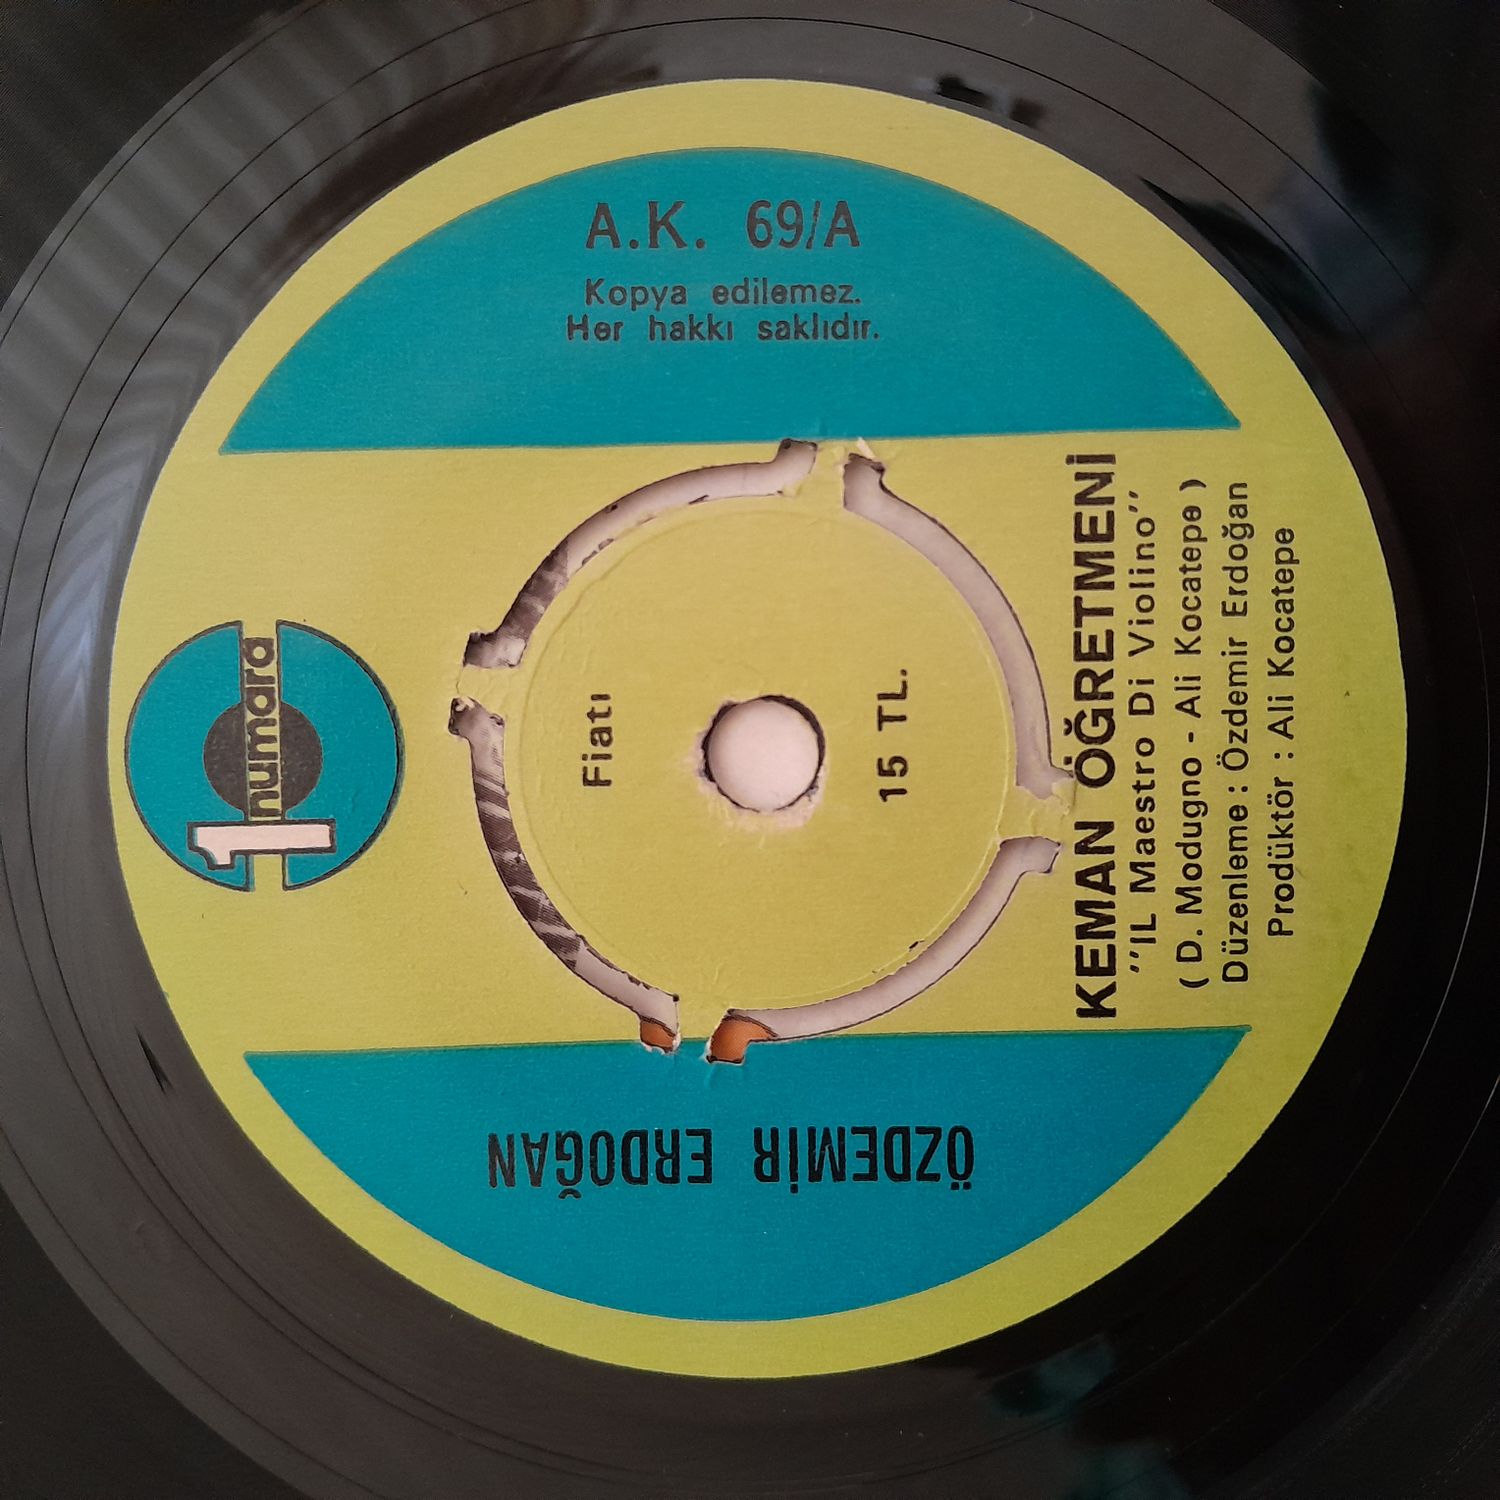 A.K. 69/A
Kopya edilemez.
Her hakkı saklıdır.
1 numara
Fiatı
15 TL.
KEMAN ÖĞRETMENİ
"IL Maestro Di Violino"
( D. Modugno - Ali Kocatepe )
Düzenleme : Özdemir Erdoğan
Prodüktör : Ali Kocatepe
ÖZDEMİR ERDOĞAN